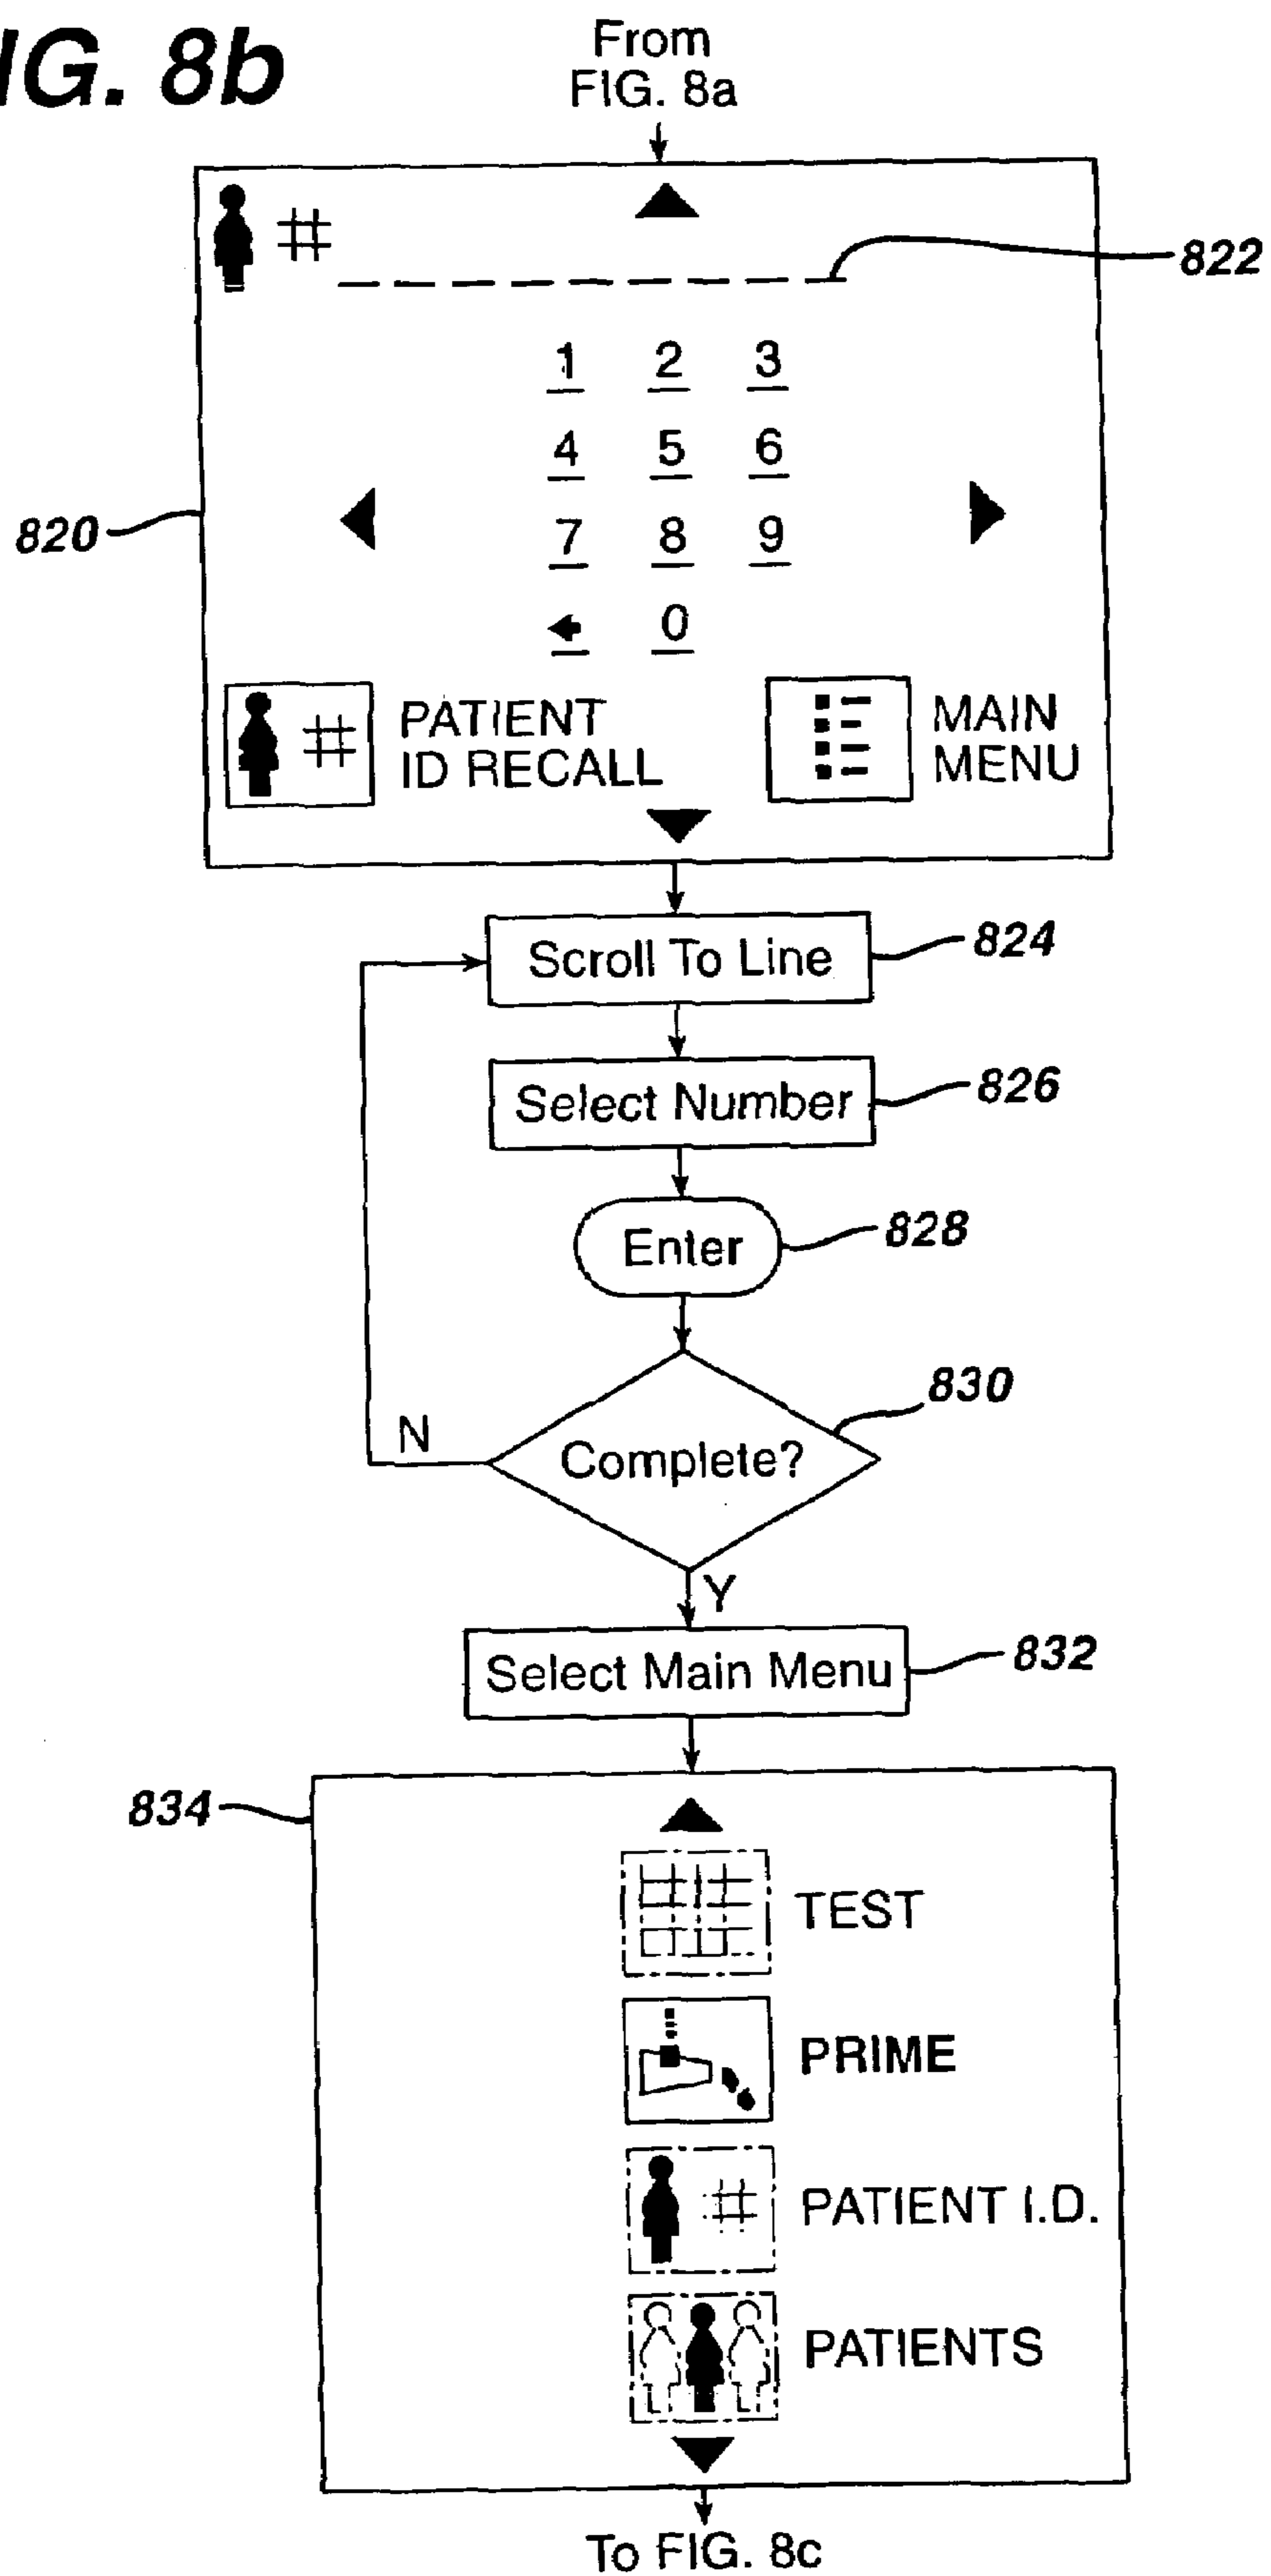 IG. 8b
From
FIG. 8a
#
822
1 2 3
4 5 6
820
7 8 9
0
# PATIENT
ID RECALL
MAIN
MENU
Scroll To Line
824
Select Number
826
Enter
828
830
Complete?
N
Y
Select Main Menu
832
834
TEST
PRIME
# PATIENT I.D.
PATIENTS
To FIG. 8c